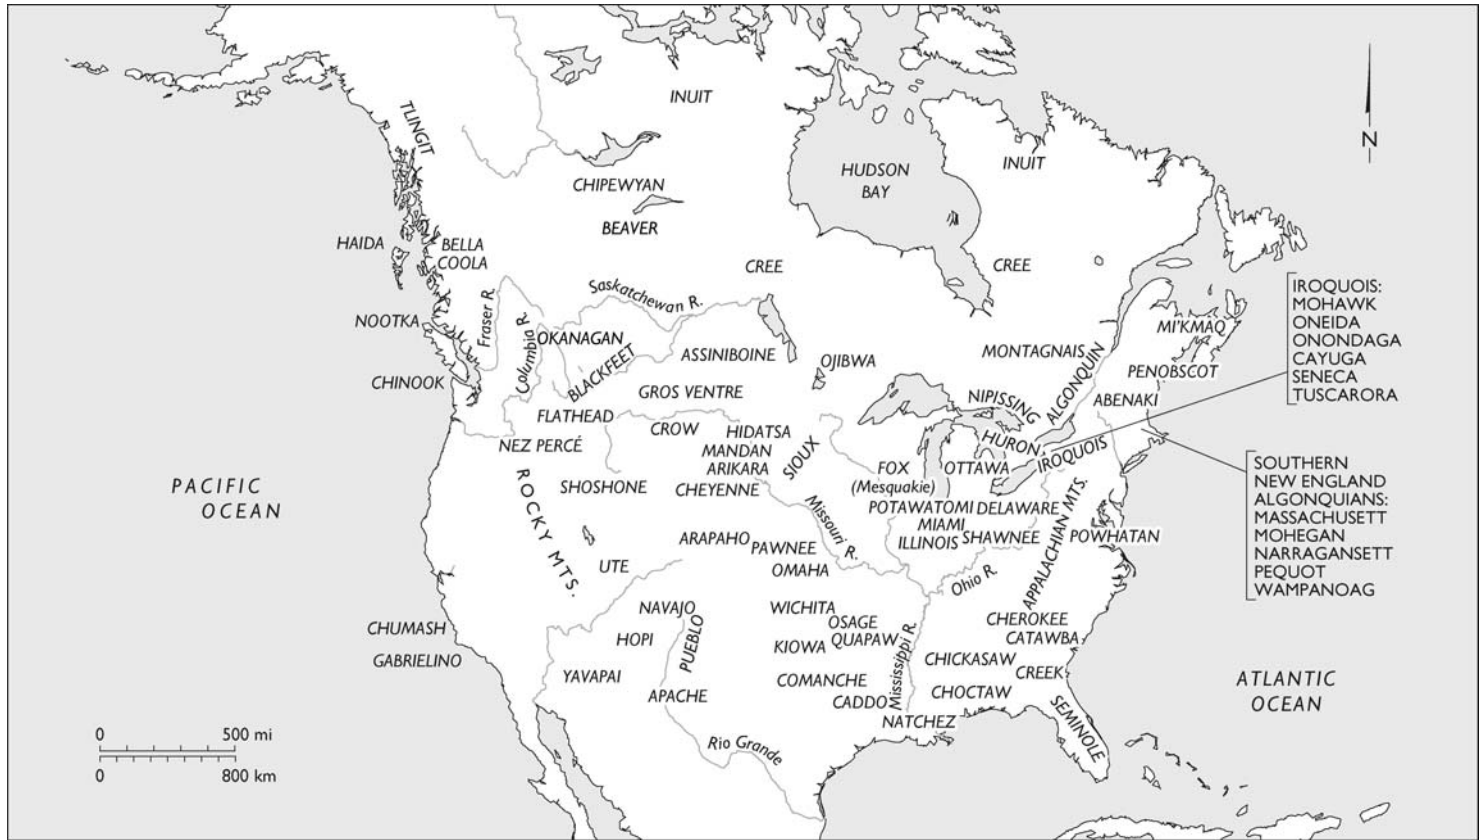 TLINGIT
INUIT
INUIT
N
HUDSON
BAY
CHIPEWYAN
BEAVER
HAIDA
BELLA
COOLA
CREE
CREE
Saskatchewan R.
Fraser R.
Columbia R.
NOOTKA
OKANAGAN
BLACKFEET
ASSINIBOINE
OJIBWA
MONTAGNAIS
ALGONQUIN
MI'KMAQ
PENOBSCOT
ABENAKI
CHINOOK
GROS VENTRE
NIPISSING
FLATHEAD
CROW
HIDATSA
MANDAN
ARIKARA
SIOUX
HURON
IROQUOIS
NEZ PERCÉ
FOX
(Mesquakie)
OTTAWA
IROQUOIS:
MOHAWK
ONEIDA
ONONDAGA
CAYUGA
SENECA
TUSCARORA
SOUTHERN
NEW ENGLAND
ALGONQUIANS:
MASSACHUSETT
MOHEGAN
NARRAGANSETT
PEQUOT
WAMPANOAG
PACIFIC
OCEAN
ROCKY MTS.
SHOSHONE
CHEYENNE
POTAWATOMI
DELAWARE
MIAMI
ILLINOIS
SHAWNEE
APPALACHIAN MTS.
POWHATAN
Missouri R.
ARAPAHO
PAWNEE
OMAHA
UTE
Ohio R.
NAVAJO
HOPI
PUEBLO
WICHITA
OSAGE
KIOWA
QUAPAW
Mississippi R.
CHEROKEE
CATAWBA
CHUMASH
GABRIELINO
YAVAPAI
APACHE
COMANCHE
CADDO
CHICKASAW
CREEK
CHOCTAW
NATCHEZ
SEMINOLE
ATLANTIC
OCEAN
Rio Grande
0 500 mi
0 800 km